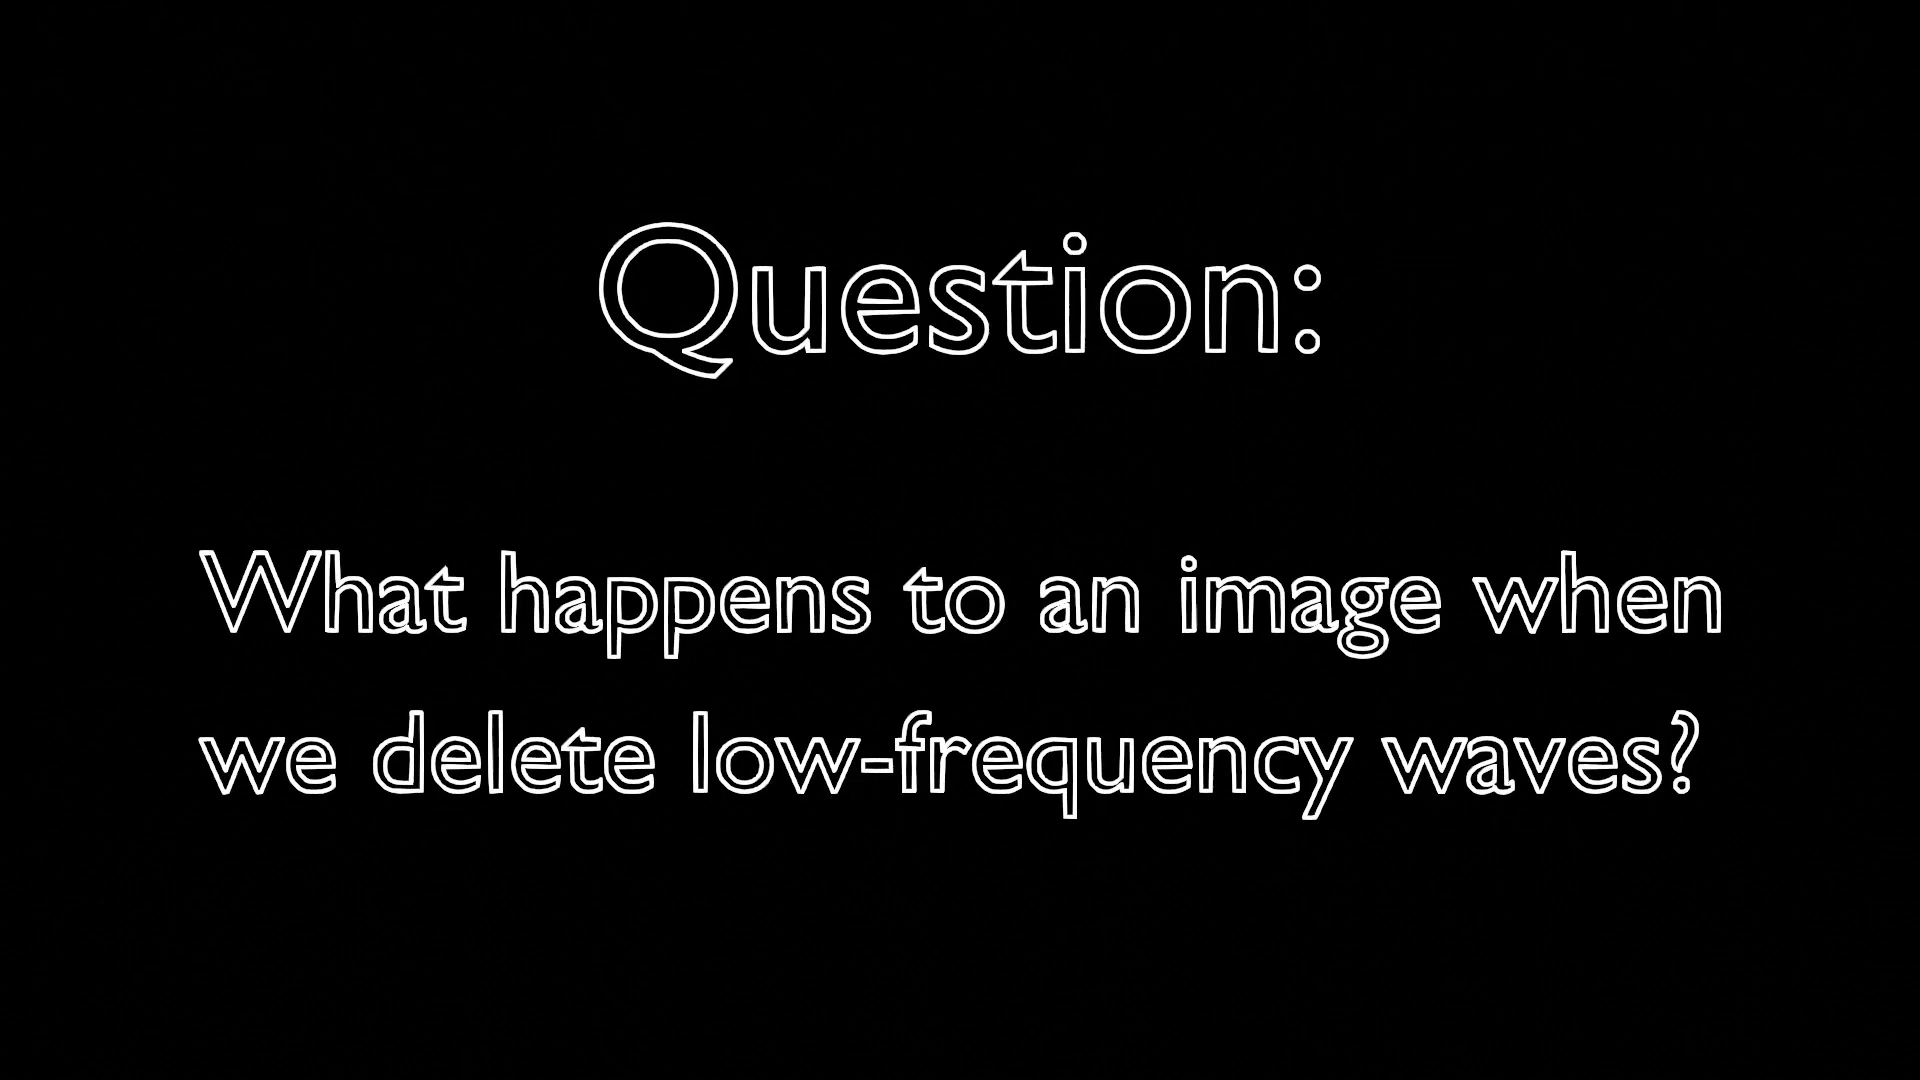 Question:
What happens to an image when
we delete low-frequency waves?